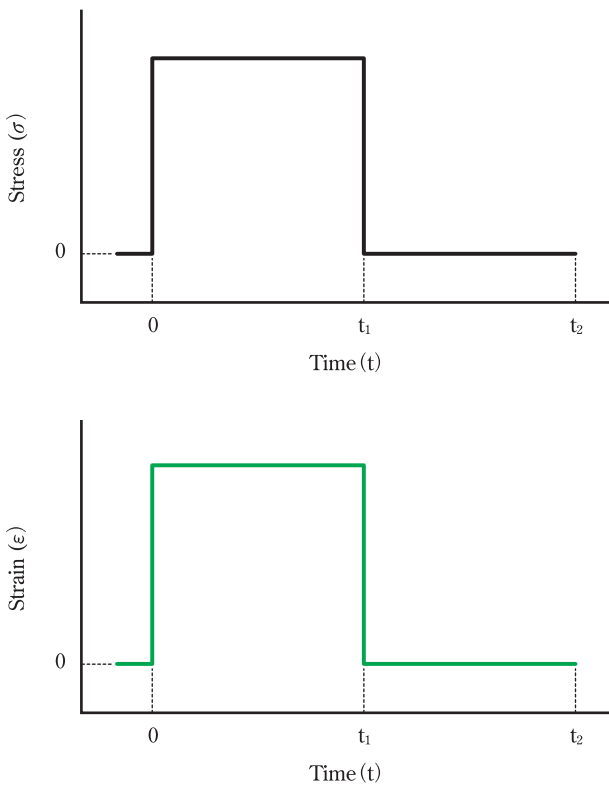 Stress (σ)
0
0 t₁ t₂
Time (t)
Strain (ε)
0
0 t₁ t₂
Time (t)